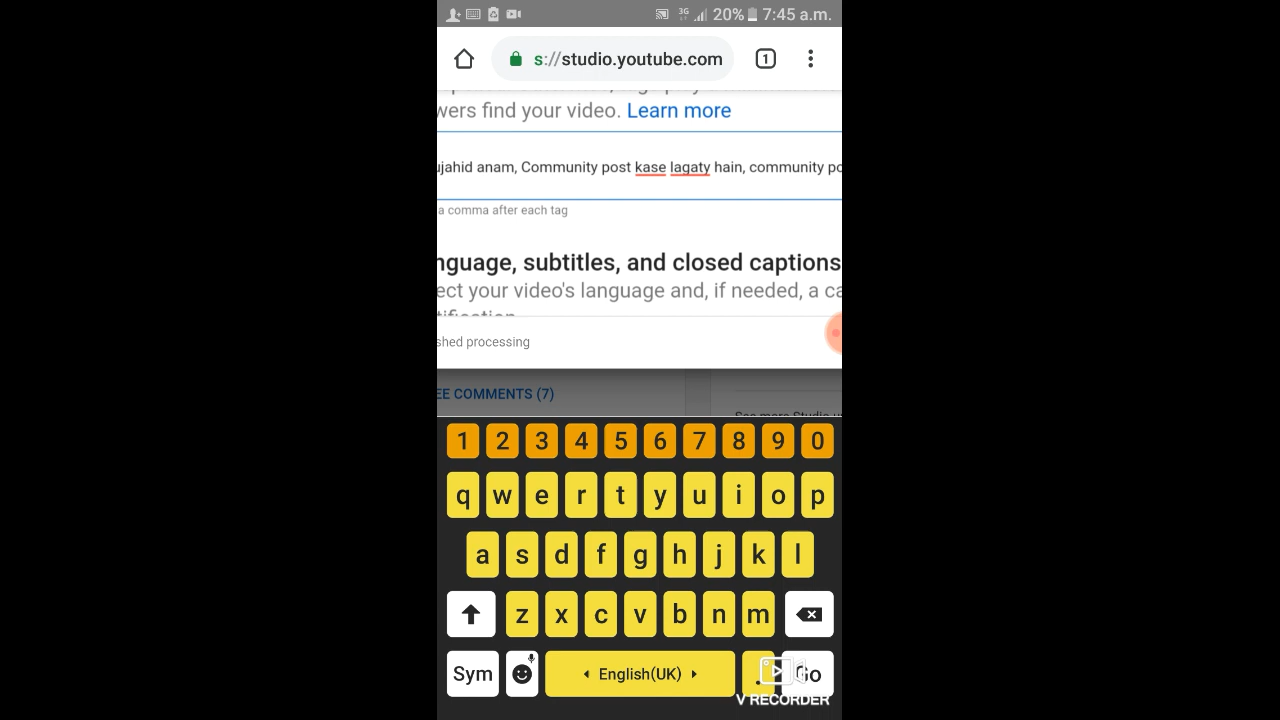 3G 20% 7:45 a.m.
s://studio.youtube.com 1
wers find your video. Learn more
ujahid anam, Community post kase lagaty hain, community po
a comma after each tag
nguage, subtitles, and closed captions
ect your video's language and, if needed, a ca
shed processing
EE COMMENTS (7)
1 2 3 4 5 6 7 8 9 0
q w e r t y u i o p
a s d f g h j k l
z x c v b n m
Sym English(UK) . Go
V RECORDER